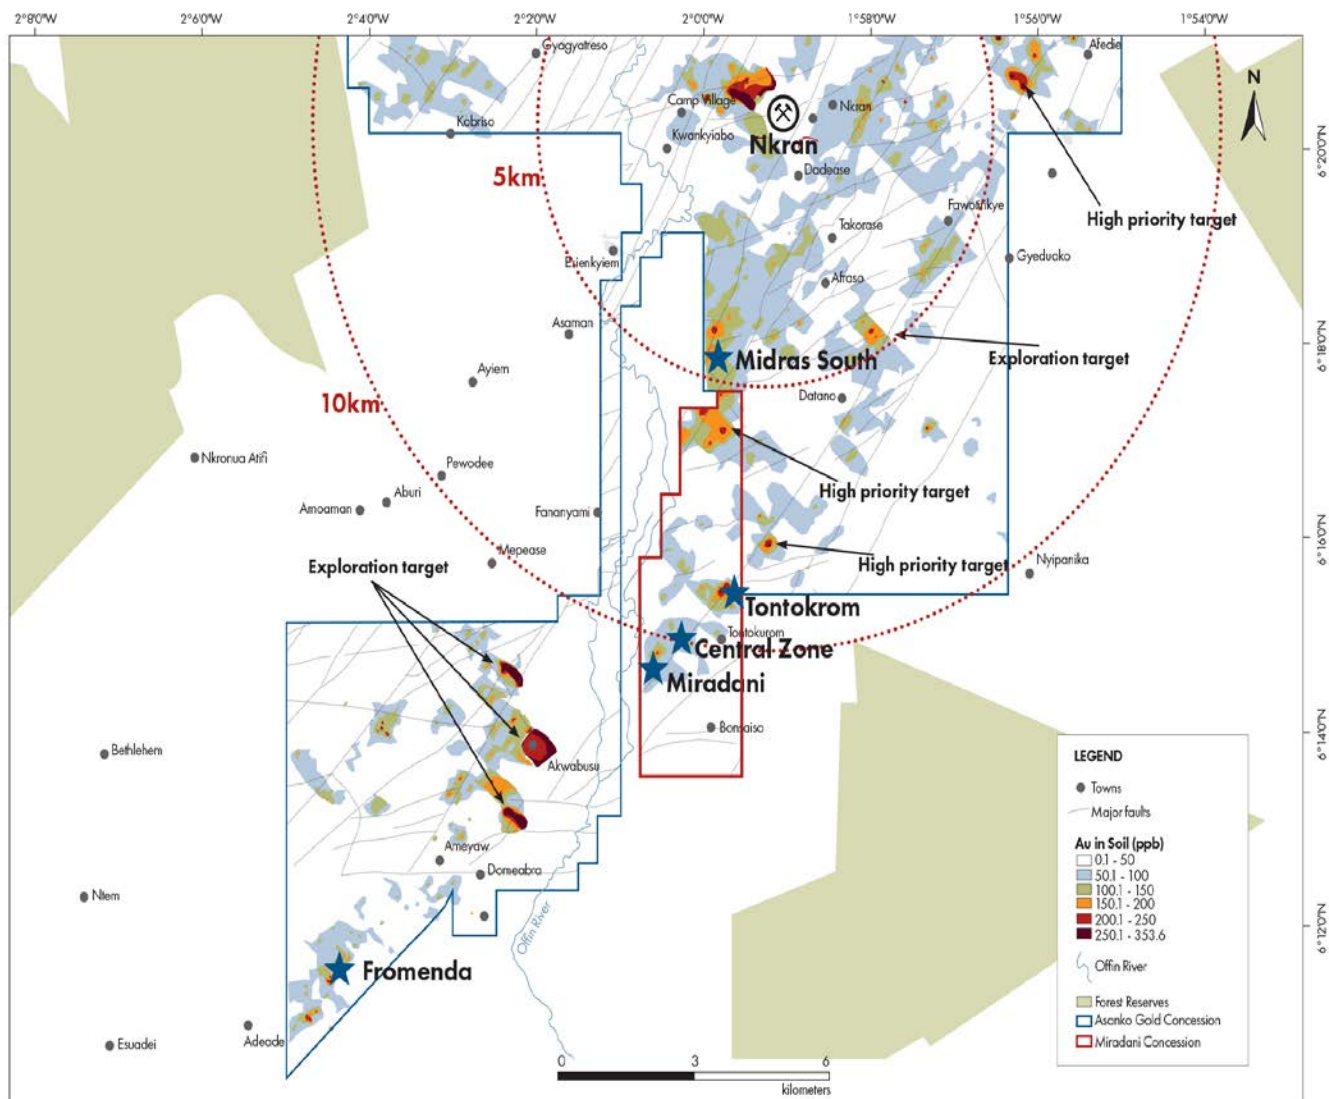 2°8'0"W 2°6'0"W 2°4'0"W 2°2'0"W 2°0'0"W 1°58'0"W 1°56'0"W 1°54'0"W
Gyagyatreso
Afedie
N
Camp Village
Nkran
Kobriso
Kwankyiabo
Nkran
6°20'0"N
5km
Dadease
High priority target
Takorase
Gyeduako
Esienkyiem
Afraso
Asaman
6°18'0"N
Midras South
Exploration target
Ayiem
10km
Datano
Nkronua Atifi
Pewodee
High priority target
Aburi
Amoaman
Fananyami
6°16'0"N
Mepease
Nyipanika
Exploration target
High priority target
Tontokrom
Tontokurom
Central Zone
Miradani
Bonsaiso
6°14'0"N
Bethlehem
Akwabusu
LEGEND
Towns
Major faults
Au in Soil (ppb)
0.1 - 50
50.1 - 100
100.1 - 150
150.1 - 200
200.1 - 250
250.1 - 353.6
Offin River
Forest Reserves
Asanko Gold Concession
Miradani Concession
Ameyaw
Domeabra
Ntem
6°12'0"N
Offin River
Fromenda
Adeade
Esuadei
0 3 6
kilometers